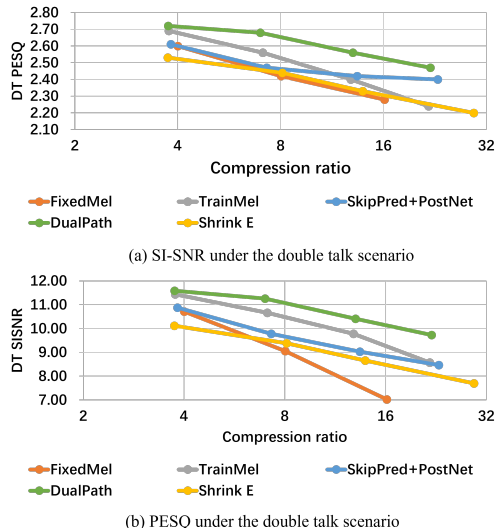 2.80
2.70
2.60
2.50
2.40
2.30
2.20
2.10
DT PESQ
2 4 8 16 32
Compression ratio
FixedMel TrainMel SkipPred+PostNet
DualPath Shrink E
(a) SI-SNR under the double talk scenario
12.00
11.00
10.00
9.00
8.00
7.00
DT SISNR
2 4 8 16 32
Compression ratio
FixedMel TrainMel SkipPred+PostNet
DualPath Shrink E
(b) PESQ under the double talk scenario